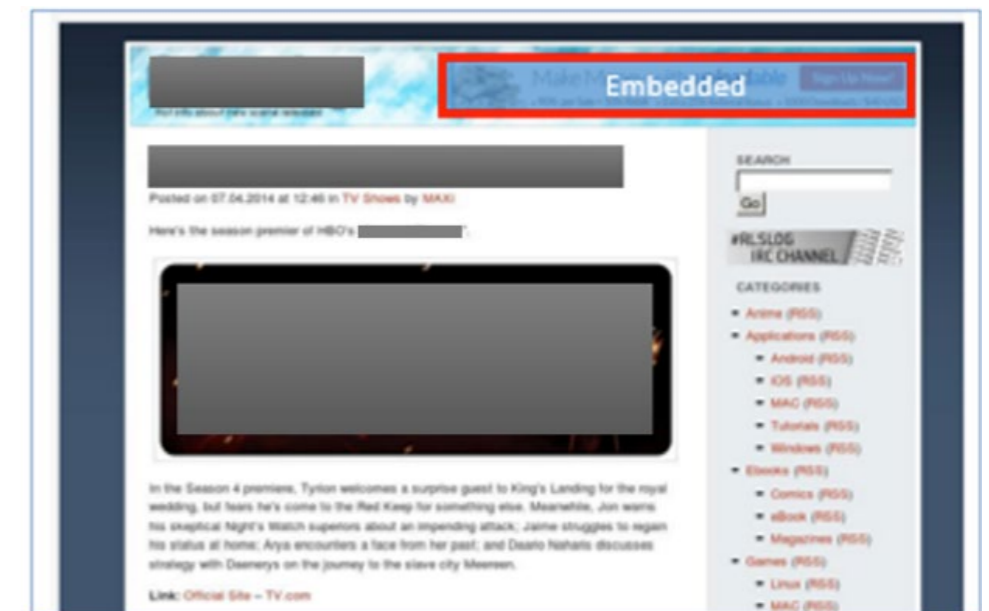 Embedded
Sign Up Now!
Posted on 07.04.2014 at 12:46 in TV Shows by MAXI
Here's the season premier of HBO's ".
In the Season 4 premiere, Tyrion welcomes a surprise guest to King's Landing for the royal
wedding, but fears he's come to the Red Keep for something else. Meanwhile, Jon warns
his skeptical Night's Watch superiors about an impending attack; Jaime struggles to regain
his status at home; Arya encounters a face from her past; and Daario Naharis discusses
strategy with Daenerys on the journey to the slave city Meereen.
Link: Official Site – TV.com
SEARCH
Go
#RLSLOG
IRC CHANNEL
CATEGORIES
Anime (RSS)
Applications (RSS)
Android (RSS)
iOS (RSS)
MAC (RSS)
Tutorials (RSS)
Windows (RSS)
Ebooks (RSS)
Comics (RSS)
eBook (RSS)
Magazines (RSS)
Games (RSS)
Linux (RSS)
MAC (RSS)